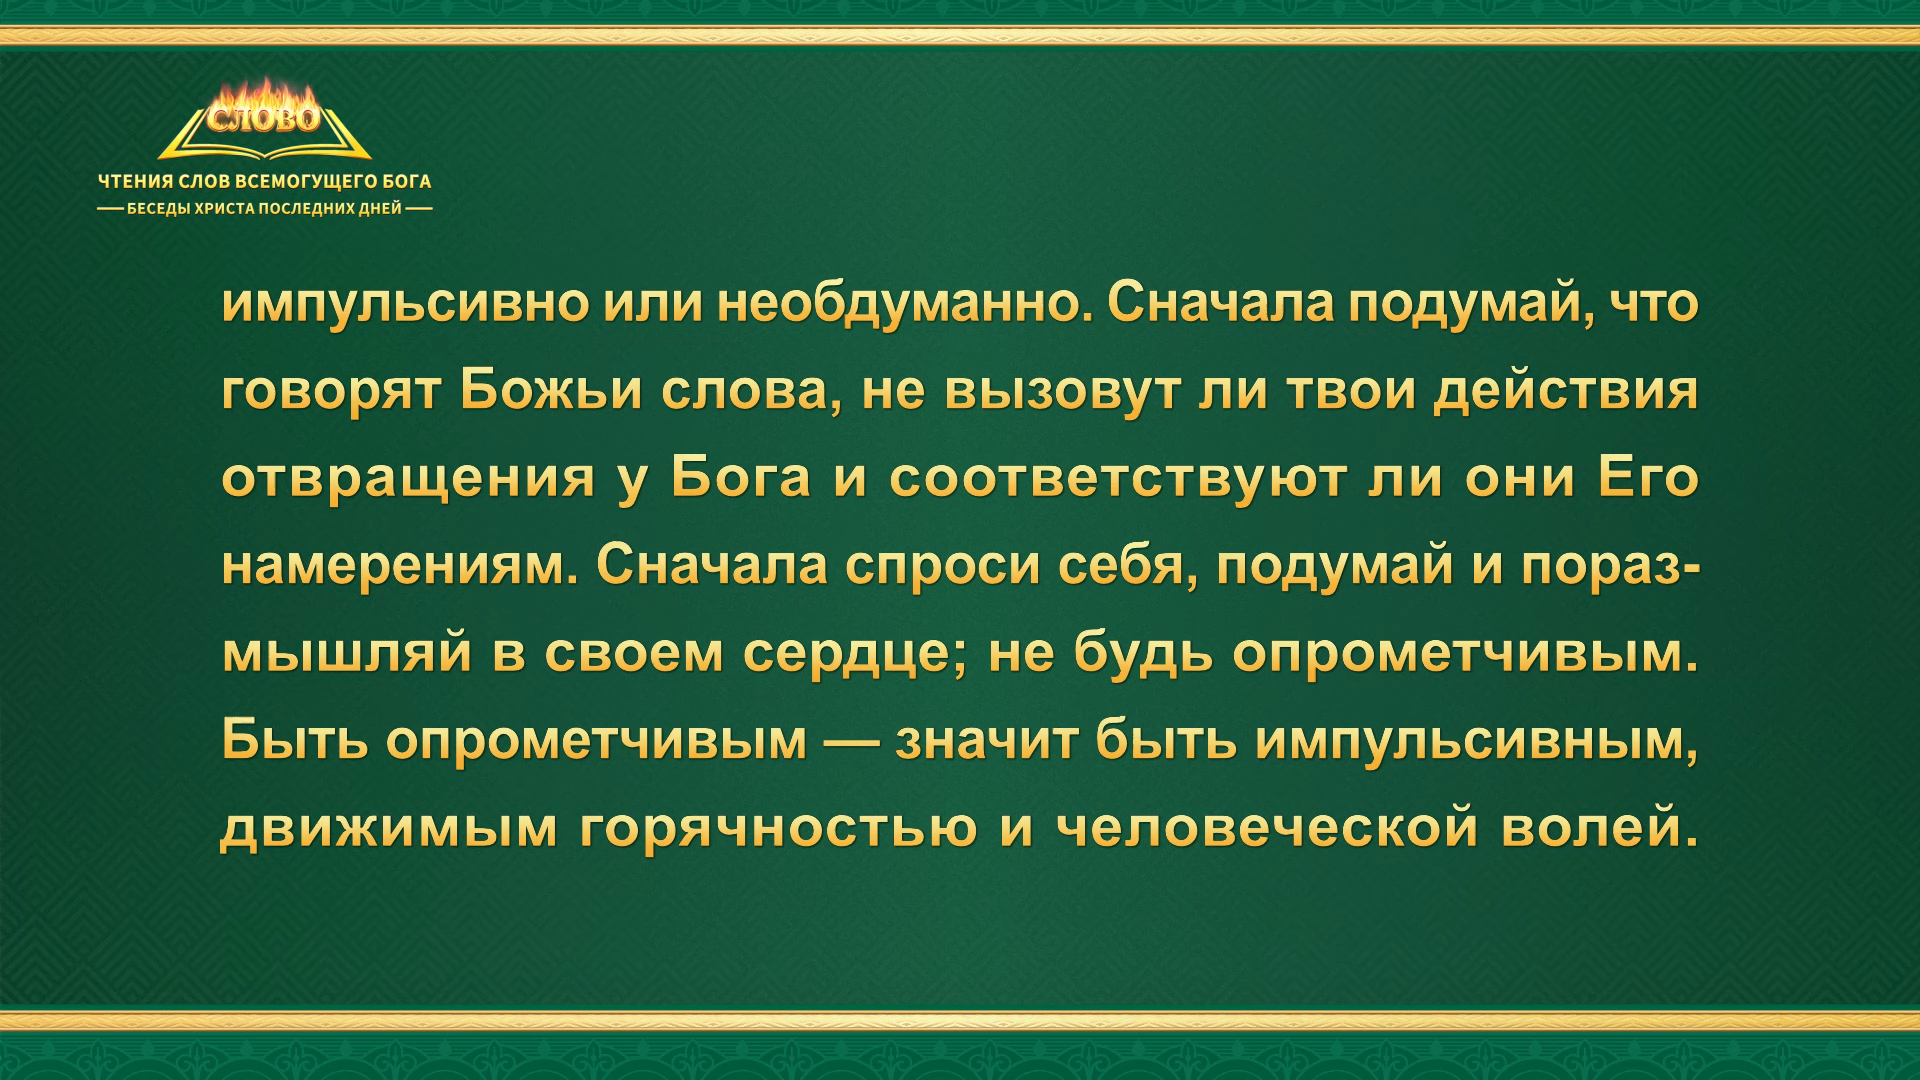 СЛОВО
ЧТЕНИЯ СЛОВ ВСЕМОГУЩЕГО БОГА
— БЕСЕДЫ ХРИСТА ПОСЛЕДНИХ ДНЕЙ —
импульсивно или необдуманно. Сначала подумай, что
говорят Божьи слова, не вызовут ли твои действия
отвращения у Бога и соответствуют ли они Его
намерениям. Сначала спроси себя, подумай и пораз-
мышляй в своем сердце; не будь опрометчивым.
Быть опрометчивым — значит быть импульсивным,
движимым горячностью и человеческой волей.